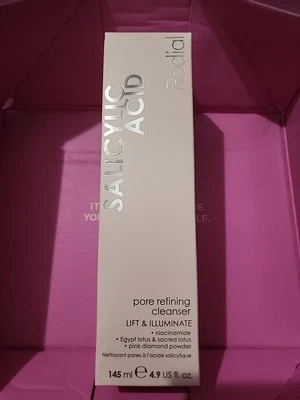 SALICYLIC
ACID
Rodial
pore refining
cleanser
LIFT & ILLUMINATE
• niacinamide
• Egypt lotus & sacred lotus
• pink diamond powder
Nettoyant pores à l'acide salicylique
145 ml ℮ 4.9 US fl. oz.